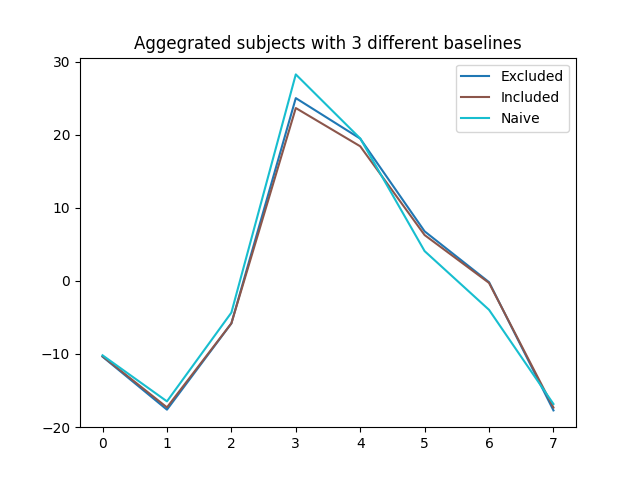 Aggegrated subjects with 3 different baselines
30
20
10
0
−10
−20
Excluded
Included
Naive
0 1 2 3 4 5 6 7